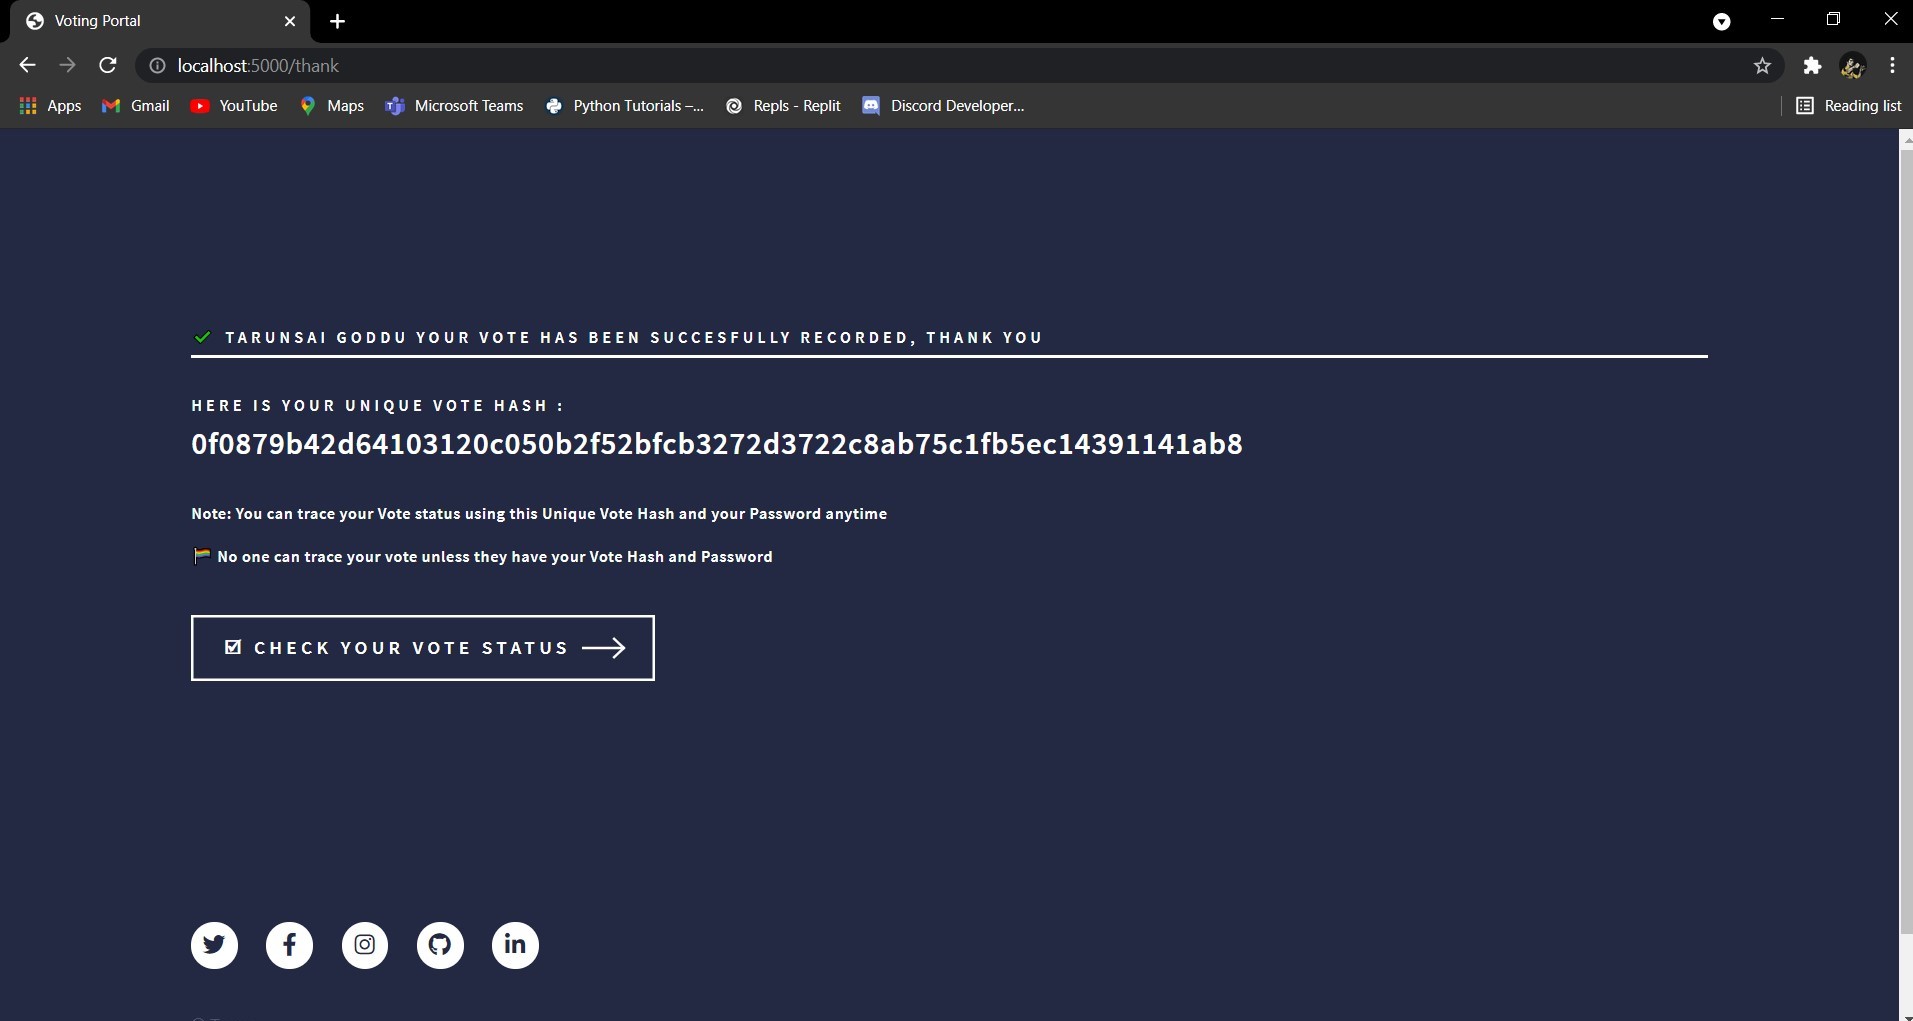 Voting Portal
localhost:5000/thank
Apps Gmail YouTube Maps Microsoft Teams Python Tutorials –... Repls - Replit Discord Developer... Reading list
TARUNSAI GODDU YOUR VOTE HAS BEEN SUCCESFULLY RECORDED, THANK YOU
HERE IS YOUR UNIQUE VOTE HASH :
0f0879b42d64103120c050b2f52bfcb3272d3722c8ab75c1fb5ec14391141ab8
Note: You can trace your Vote status using this Unique Vote Hash and your Password anytime
No one can trace your vote unless they have your Vote Hash and Password
CHECK YOUR VOTE STATUS